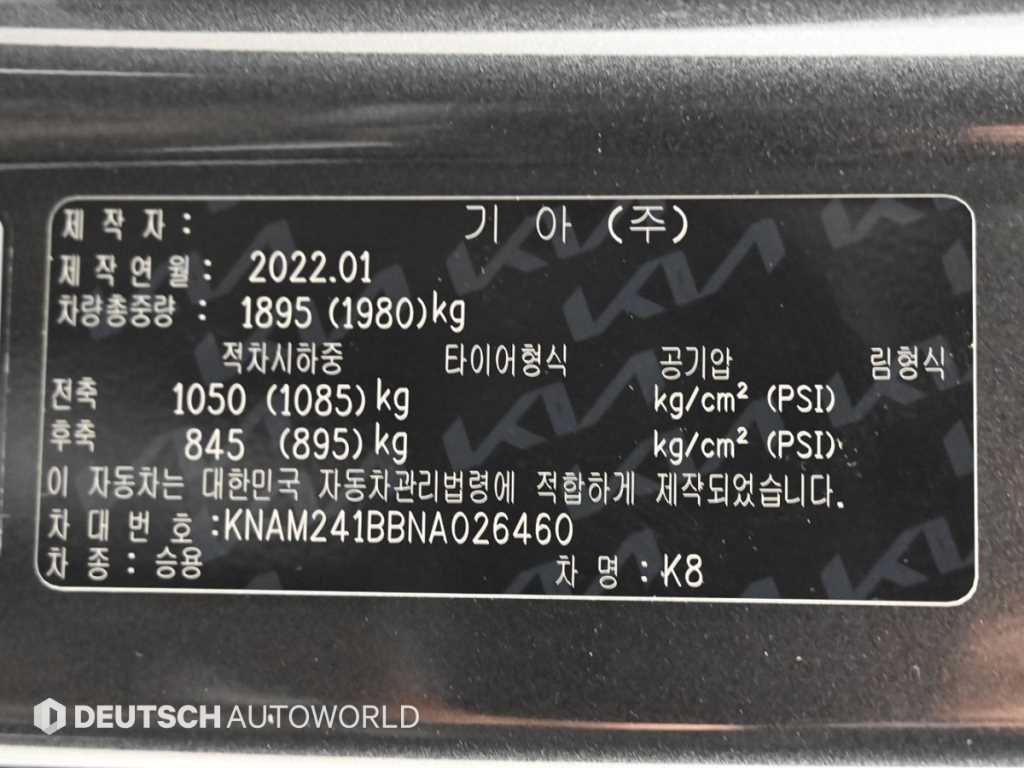 제작자 : 기아(주)
제작연월 : 2022.01
차량총중량 : 1895 (1980)kg
적차시하중 타이어형식 공기압 림형식
전축 1050 (1085)kg kg/cm² (PSI)
후축 845 (895)kg kg/cm² (PSI)
이 자동차는 대한민국 자동차관리법령에 적합하게 제작되었습니다.
차대번호 :KNAM241BBNA026460
차종 : 승용 차명 : K8
DEUTSCH AUTOWORLD